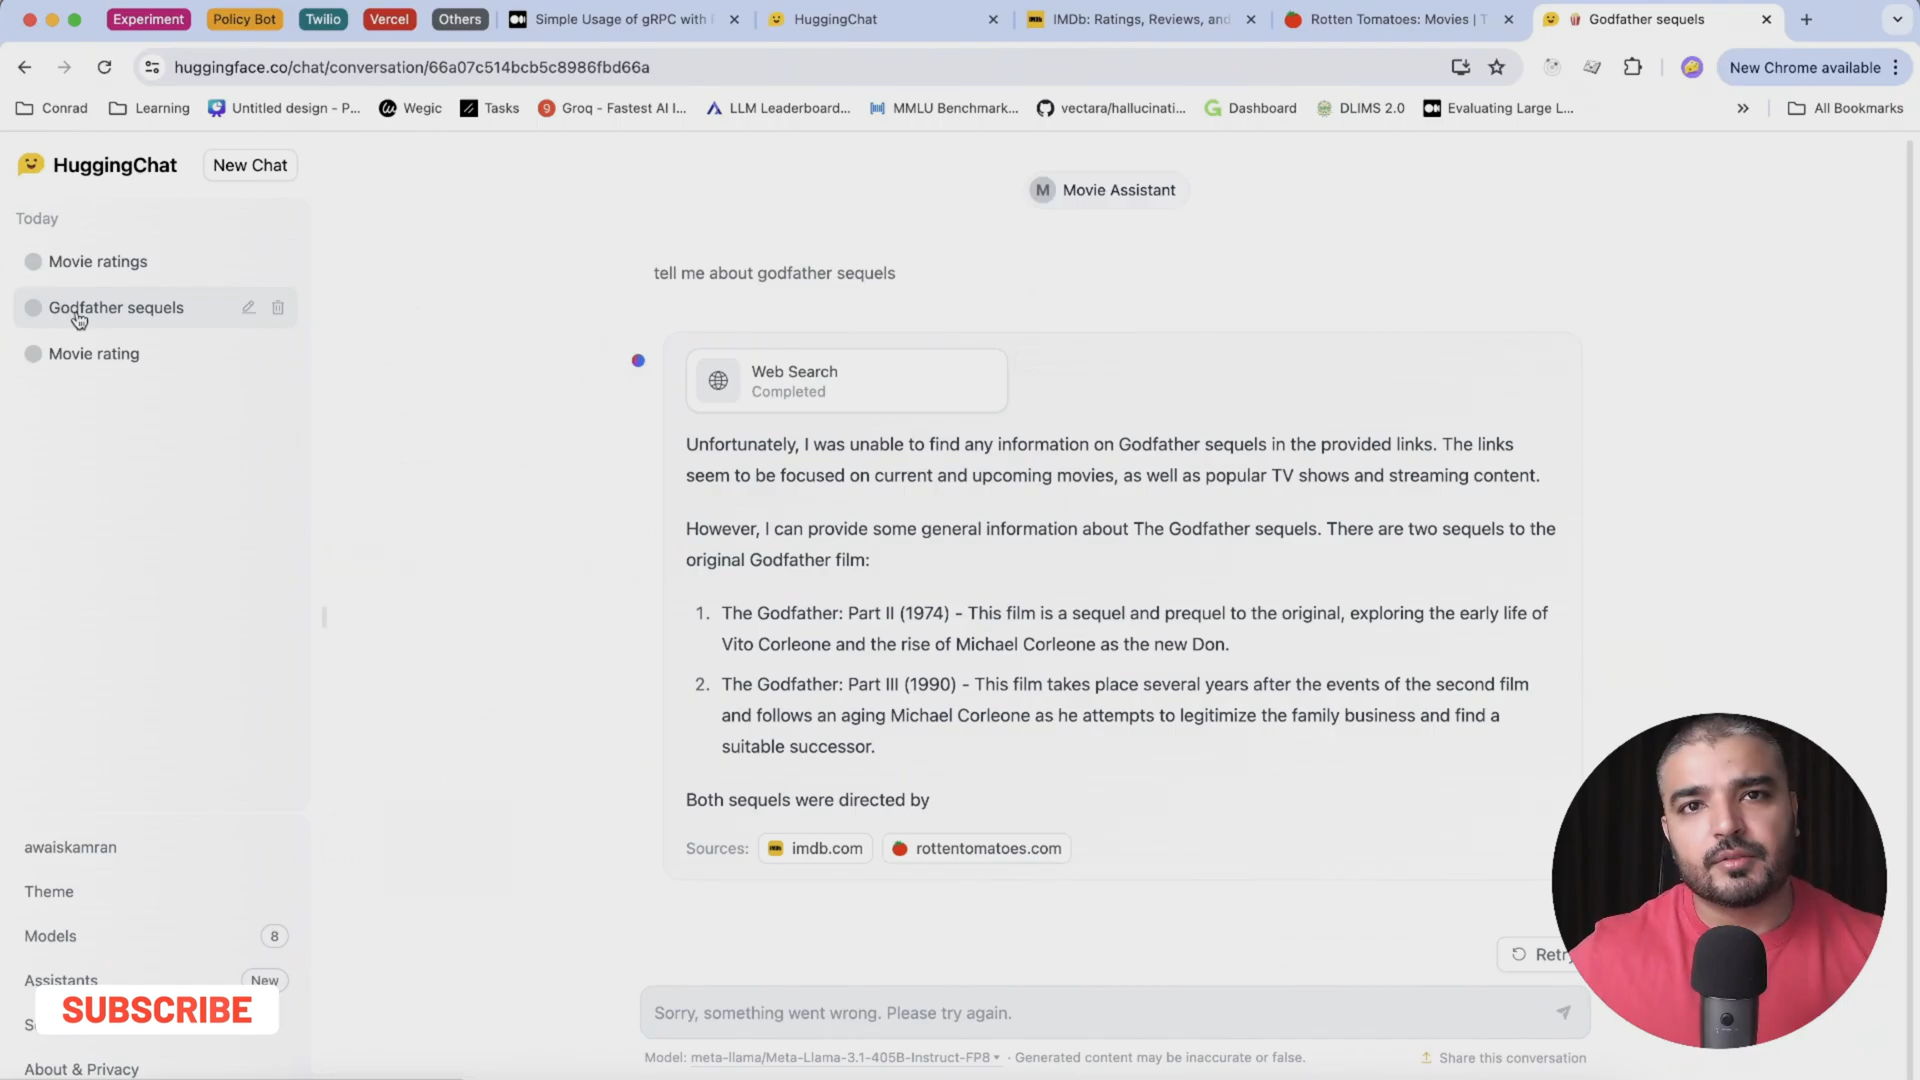 Experiment
Policy Bot
Twilio
Vercel
Others
Simple Usage of gRPC with
HuggingChat
IMDb: Ratings, Reviews, and
Rotten Tomatoes: Movies | T
Godfather sequels
huggingface.co/chat/conversation/66a07c514bcb5c8986fbd66a
New Chrome available
Conrad
Learning
Untitled design - P...
Wegic
Tasks
Groq - Fastest AI I...
LLM Leaderboard...
MMLU Benchmark...
vectara/hallucinati...
Dashboard
DLIMS 2.0
Evaluating Large L...
All Bookmarks
HuggingChat
New Chat
M Movie Assistant
Today
Movie ratings
Godfather sequels
Movie rating
tell me about godfather sequels
Web Search
Completed
Unfortunately, I was unable to find any information on Godfather sequels in the provided links. The links
seem to be focused on current and upcoming movies, as well as popular TV shows and streaming content.
However, I can provide some general information about The Godfather sequels. There are two sequels to the
original Godfather film:
1. The Godfather: Part II (1974) - This film is a sequel and prequel to the original, exploring the early life of
Vito Corleone and the rise of Michael Corleone as the new Don.
2. The Godfather: Part III (1990) - This film takes place several years after the events of the second film
and follows an aging Michael Corleone as he attempts to legitimize the family business and find a
suitable successor.
Both sequels were directed by
Sources: imdb.com rottentomatoes.com
awaiskamran
Theme
Models 8
Assistants New
SUBSCRIBE
About & Privacy
Retry
Sorry, something went wrong. Please try again.
Model: meta-llama/Meta-Llama-3.1-405B-Instruct-FP8 · Generated content may be inaccurate or false.
Share this conversation